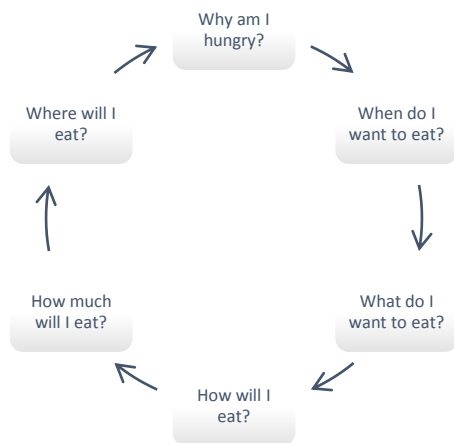 Why am I
hungry?
When do I
want to eat?
What do I
want to eat?
How will I
eat?
How much
will I eat?
Where will I
eat?